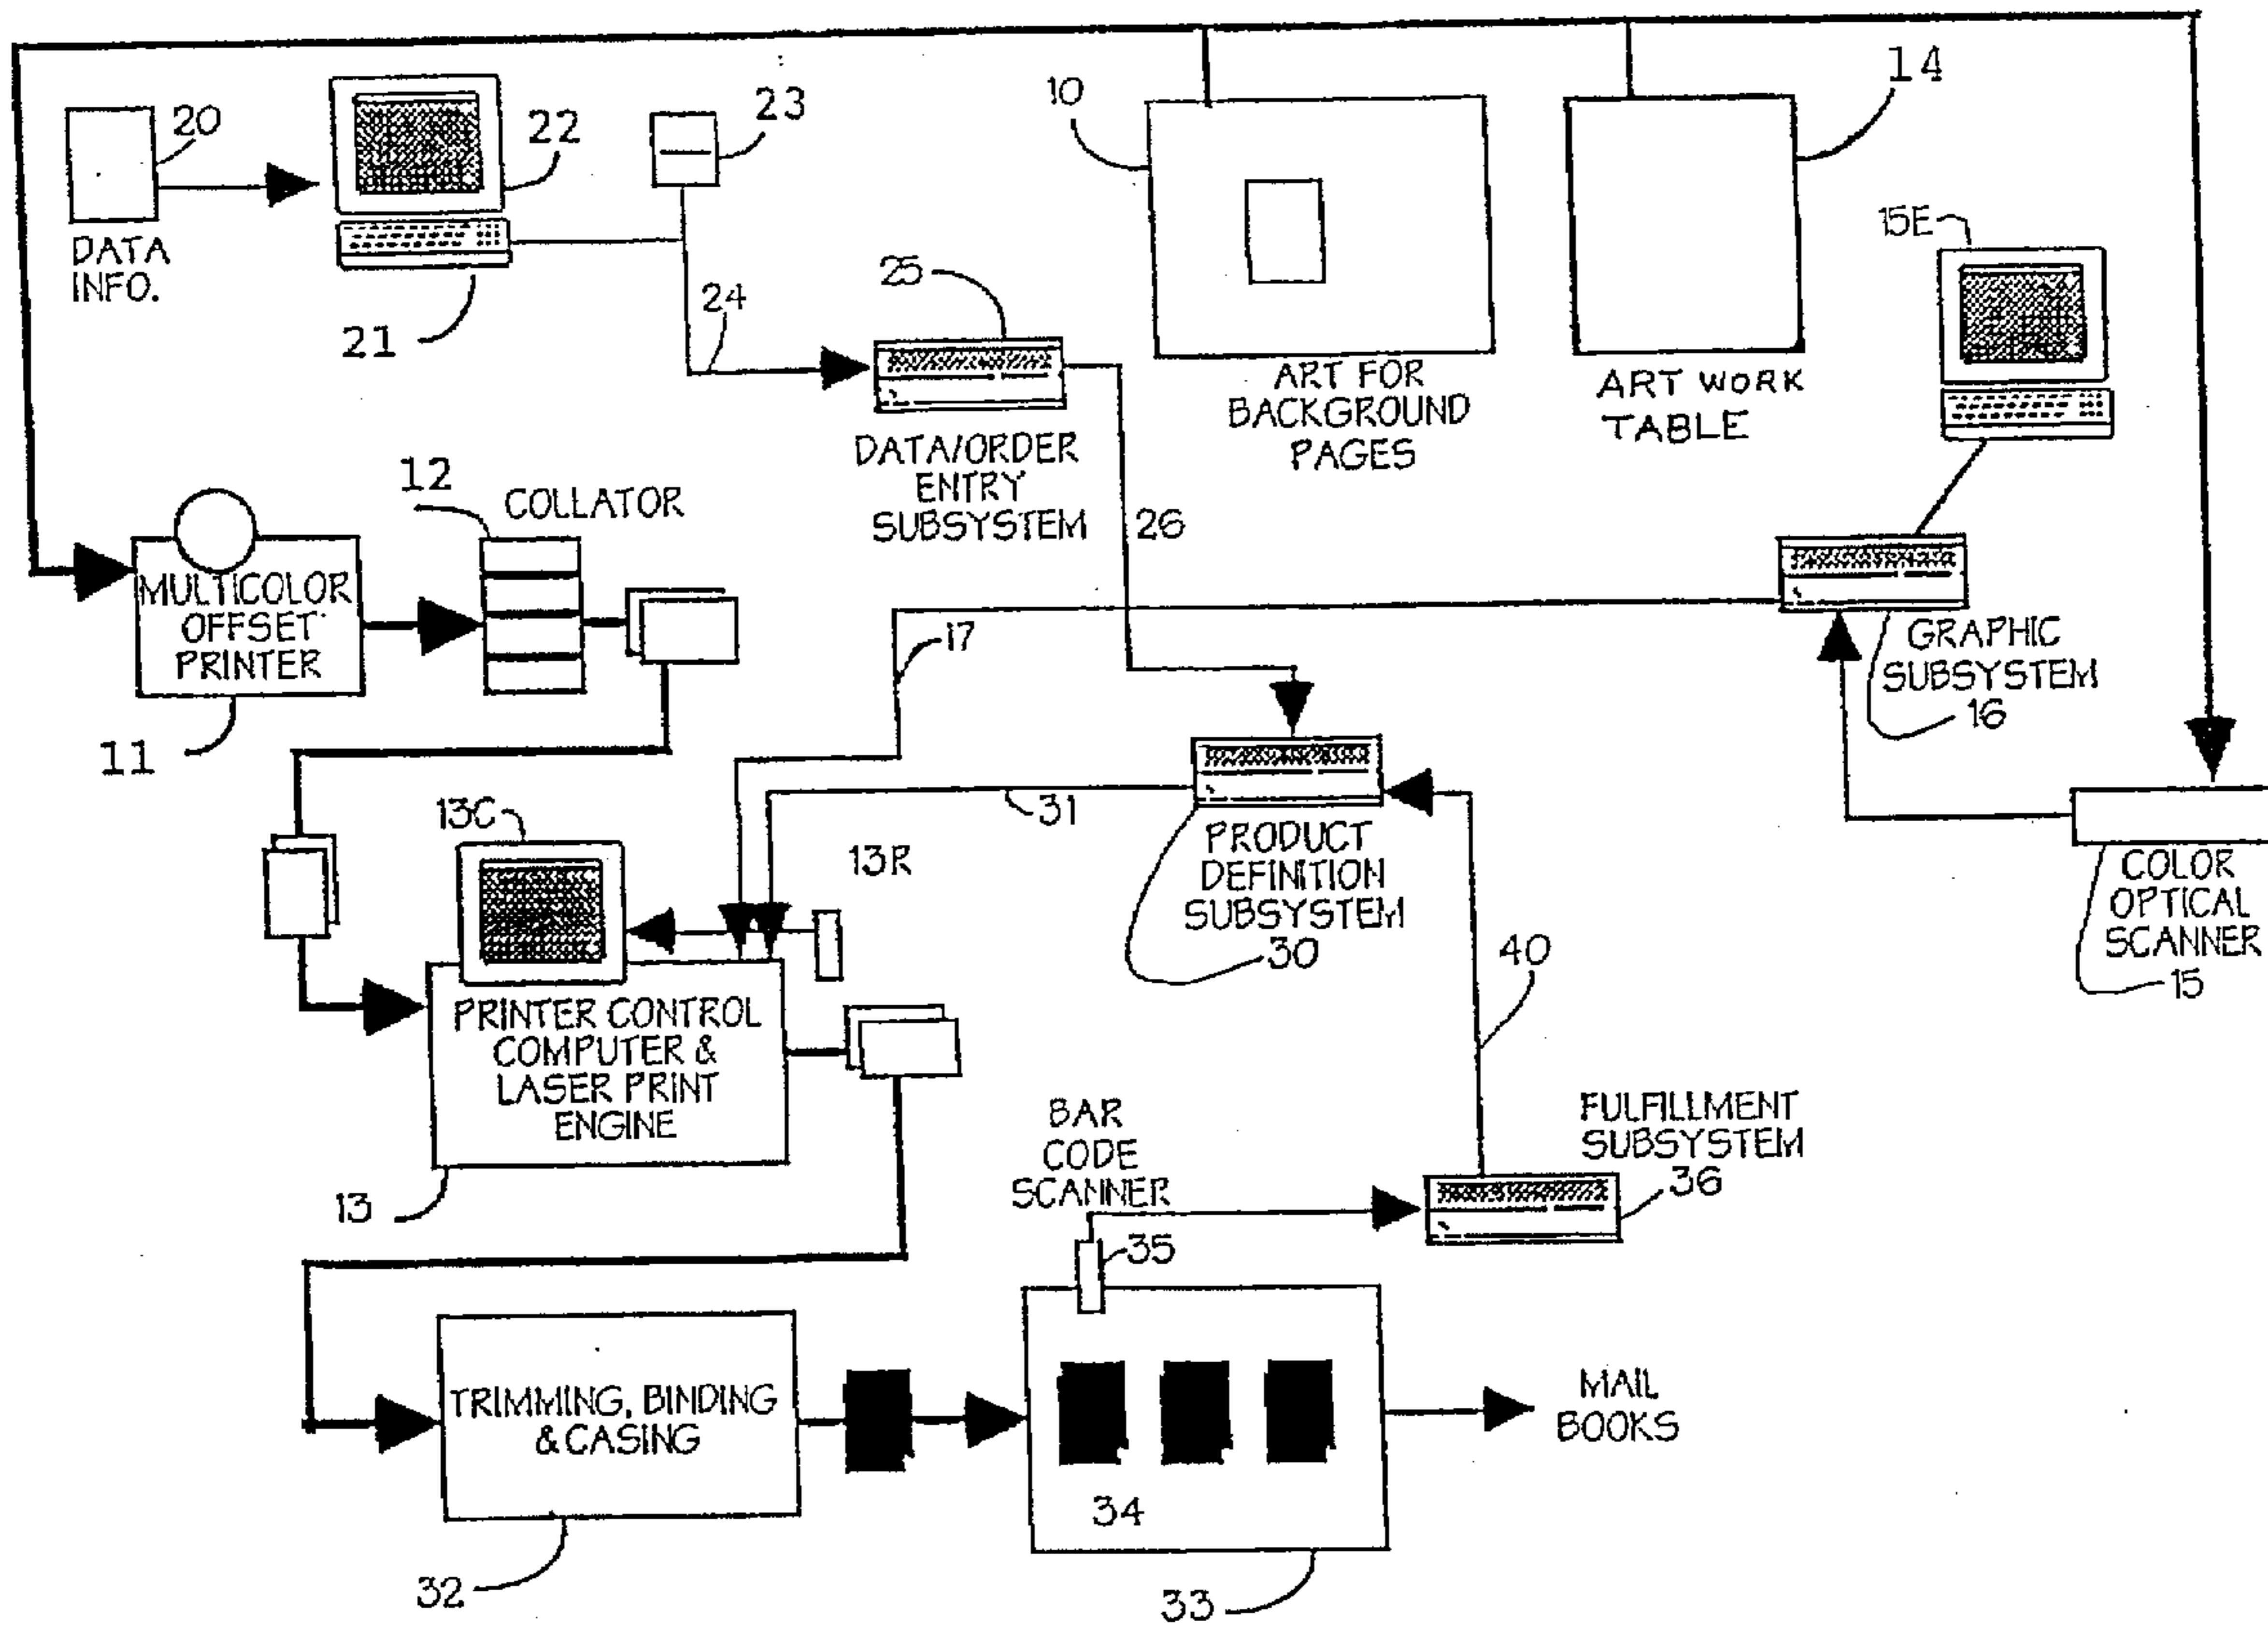 14
10
23
20
22
15E
DATA
INFO.
25
24
21
ART FOR
BACKGROUND
PAGES
ART WORK
TABLE
DATA/ORDER
ENTRY
SUBSYSTEM
12
COLLATOR
26
MULTICOLOR
OFFSET
PRINTER
17
GRAPHIC
SUBSYSTEM
16
11
13C
31
13R
PRODUCT
DEFINITION
SUBSYSTEM
30
COLOR
OPTICAL
SCANNER
15
40
PRINTER CONTROL
COMPUTER &
LASER PRINT
ENGINE
BAR
CODE
SCANNER
FULFILLMENT
SUBSYSTEM
36
13
35
TRIMMING, BINDING
& CASING
MAIL
BOOKS
34
32
33